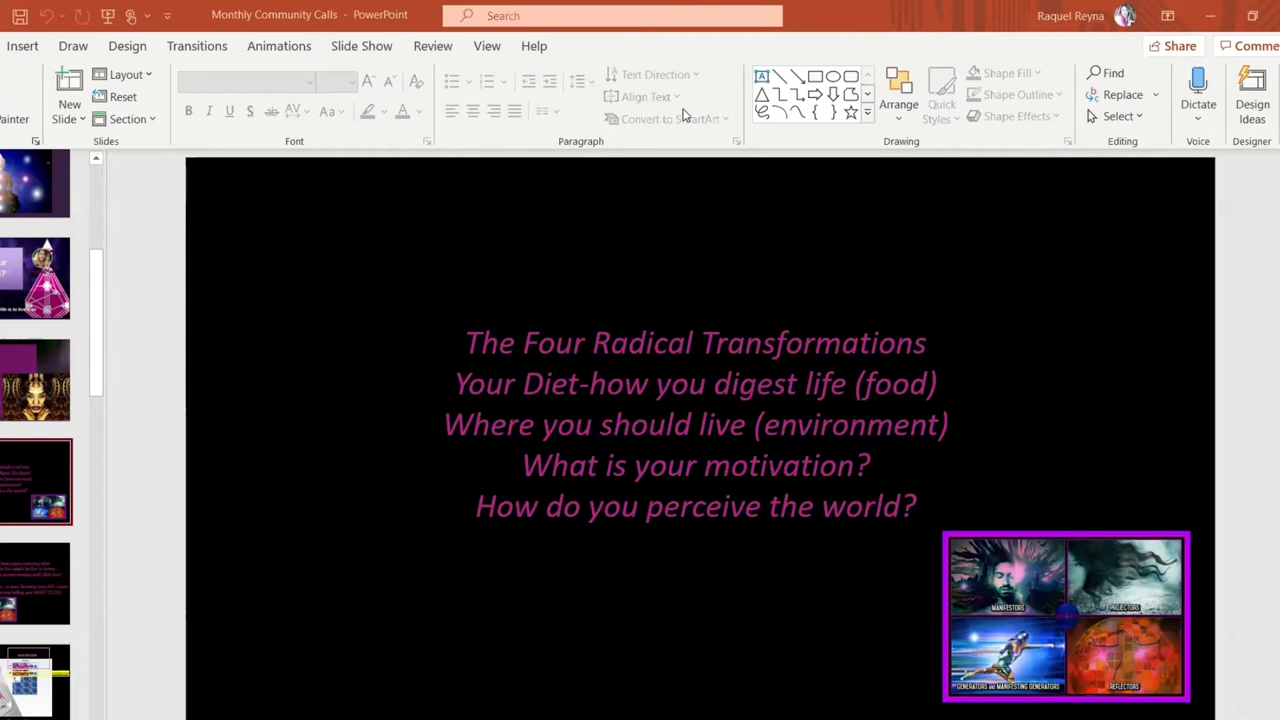 Monthly Community Calls - PowerPoint
Search
Raquel Reyna
Insert Draw Design Transitions Animations Slide Show Review View Help
Share
Comme
Painter
New Slide
Layout
Reset
Section
Slides
Font
Text Direction
Align Text
Convert to SmartArt
Paragraph
Arrange
Quick Styles
Shape Fill
Shape Outline
Shape Effects
Drawing
Find
Replace
Select
Editing
Dictate
Voice
Design Ideas
Designer
The Four Radical Transformations
Your Diet-how you digest life (food)
Where you should live (environment)
What is your motivation?
How do you perceive the world?
MANIFESTORS
PROJECTORS
GENERATORS AND MANIFESTING GENERATORS
REFLECTORS